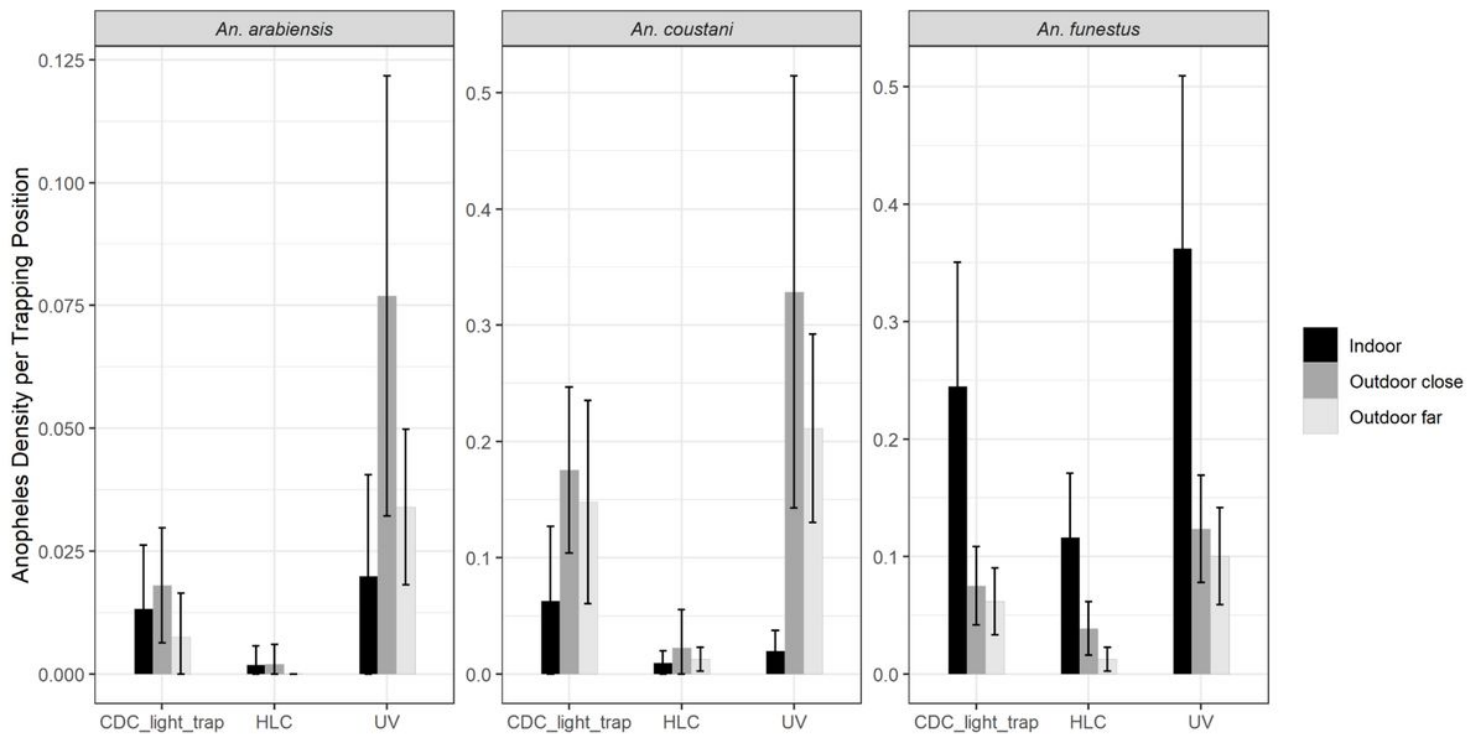 An. arabiensis
An. coustani
An. funestus
Anopheles Density per Trapping Position
0.125
0.100
0.075
0.050
0.025
0.000
0.5
0.4
0.3
0.2
0.1
0.0
0.5
0.4
0.3
0.2
0.1
0.0
CDC_light_trap HLC UV
CDC_light_trap HLC UV
CDC_light_trap HLC UV
Indoor
Outdoor close
Outdoor far